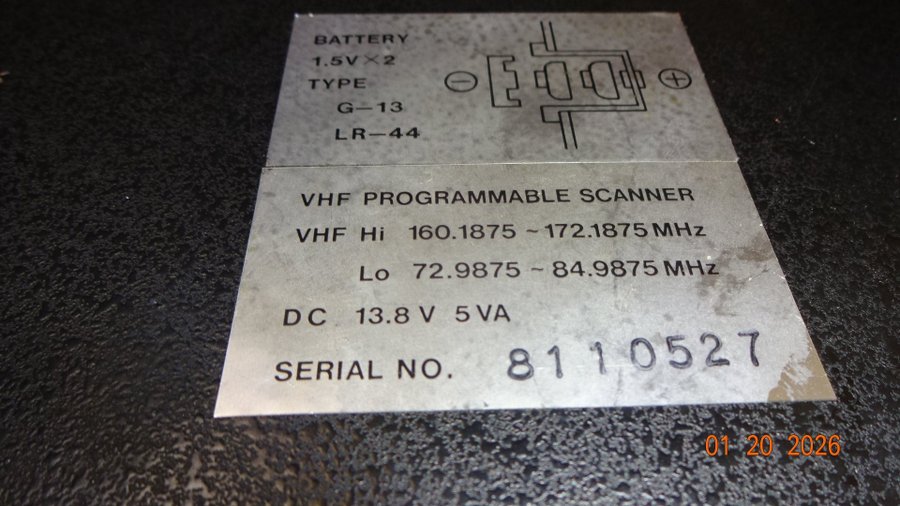 BATTERY
1.5V×2
TYPE
G-13
LR-44
⊖ ⊕
VHF PROGRAMMABLE SCANNER
VHF Hi 160.1875 ~ 172.1875 MHz
Lo 72.9875 ~ 84.9875 MHz
DC 13.8 V 5 VA
SERIAL NO. 8110527
01 20 2026